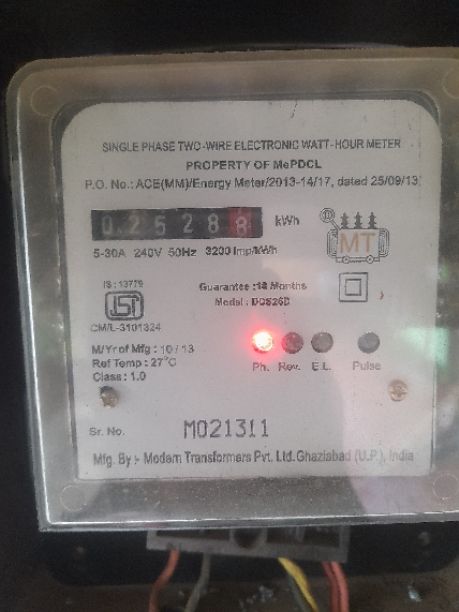 SINGLE PHASE TWO-WIRE ELECTRONIC WATT-HOUR METER
PROPERTY OF MePDCL
P.O. No.: ACE(MM)/Energy Meter/2013-14/17, dated 25/09/13
0 2 5 2 8 8 kWh
5-30A 240V 50Hz 3200 Imp/kWh
MT
IS : 13779
ISI
CM/L-3101324
Guarantee :18 Months
Model :
M/Yr of Mfg : 10 / 13
Ref Temp : 27°C
Class : 1.0
Ph. Rev. E.L. Pulse
Sr. No. M021311
Mfg. By :- Modern Transformers Pvt. Ltd. Ghaziabad (U.P.), India